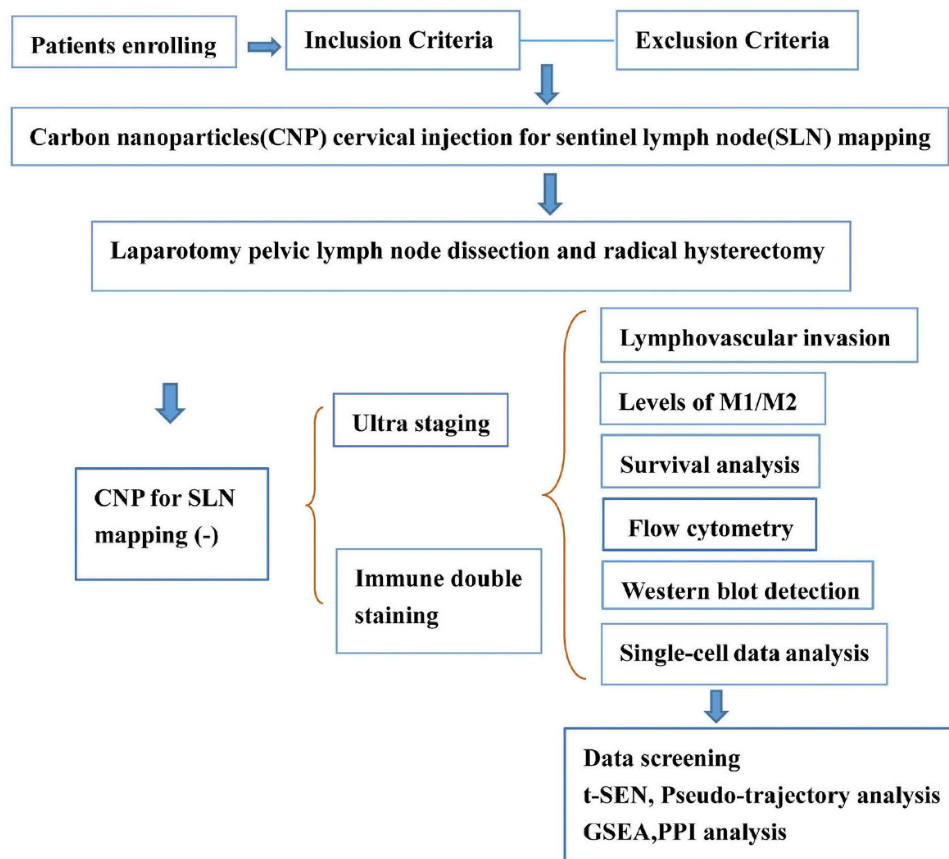 Patients enrolling
Inclusion Criteria
Exclusion Criteria
Carbon nanoparticles(CNP) cervical injection for sentinel lymph node(SLN) mapping
Laparotomy pelvic lymph node dissection and radical hysterectomy
CNP for SLN
mapping (-)
Ultra staging
Immune double
staining
Lymphovascular invasion
Levels of M1/M2
Survival analysis
Flow cytometry
Western blot detection
Single-cell data analysis
Data screening
t-SEN, Pseudo-trajectory analysis
GSEA,PPI analysis